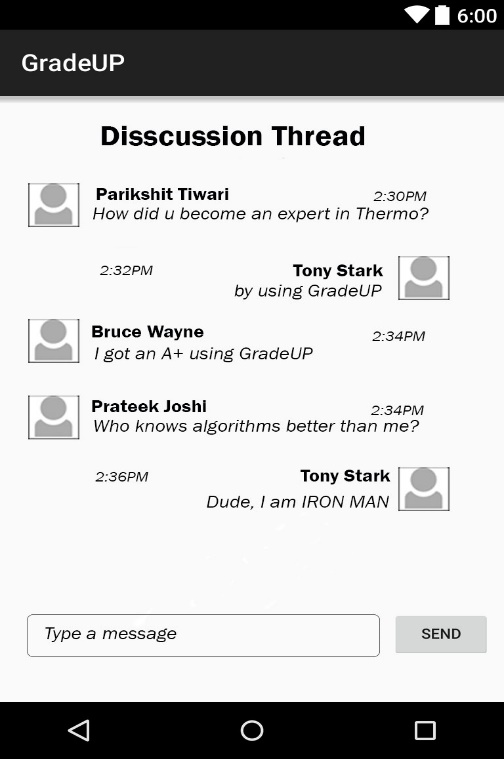 6:00
GradeUP
Disscussion Thread
Parikshit Tiwari 2:30PM
How did u become an expert in Thermo?
2:32PM Tony Stark
by using GradeUP
Bruce Wayne 2:34PM
I got an A+ using GradeUP
Prateek Joshi 2:34PM
Who knows algorithms better than me?
2:36PM Tony Stark
Dude, I am IRON MAN
Type a message SEND